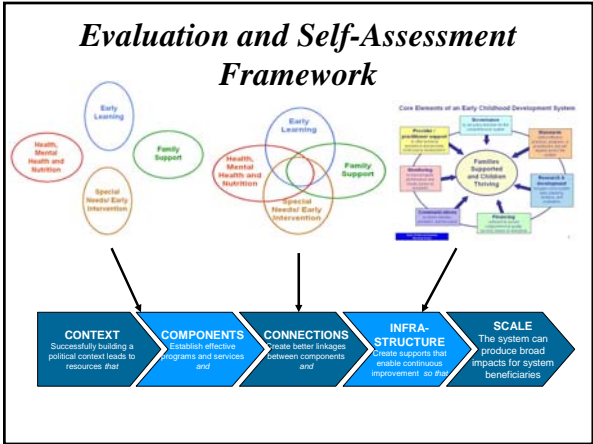 Evaluation and Self-Assessment
Framework
Early
Learning
Health,
Mental
Health and
Nutrition
Family
Support
Special
Needs/ Early
Intervention
Early
Learning
Health,
Mental
Health and
Nutrition
Family
Support
Special
Needs/ Early
Intervention
Core Elements of an Early Childhood Development System
Governance
Provider /
practitioner support
Standards
Monitoring
Families
Supported
and Children
Thriving
Research &
development
Communications
Financing
CONTEXT
Successfully building a
political context leads to
resources that
COMPONENTS
Establish effective
programs and services
and
CONNECTIONS
Create better linkages
between components
and
INFRA-
STRUCTURE
Create supports that
enable continuous
improvement so that
SCALE
The system can
produce broad
impacts for system
beneficiaries